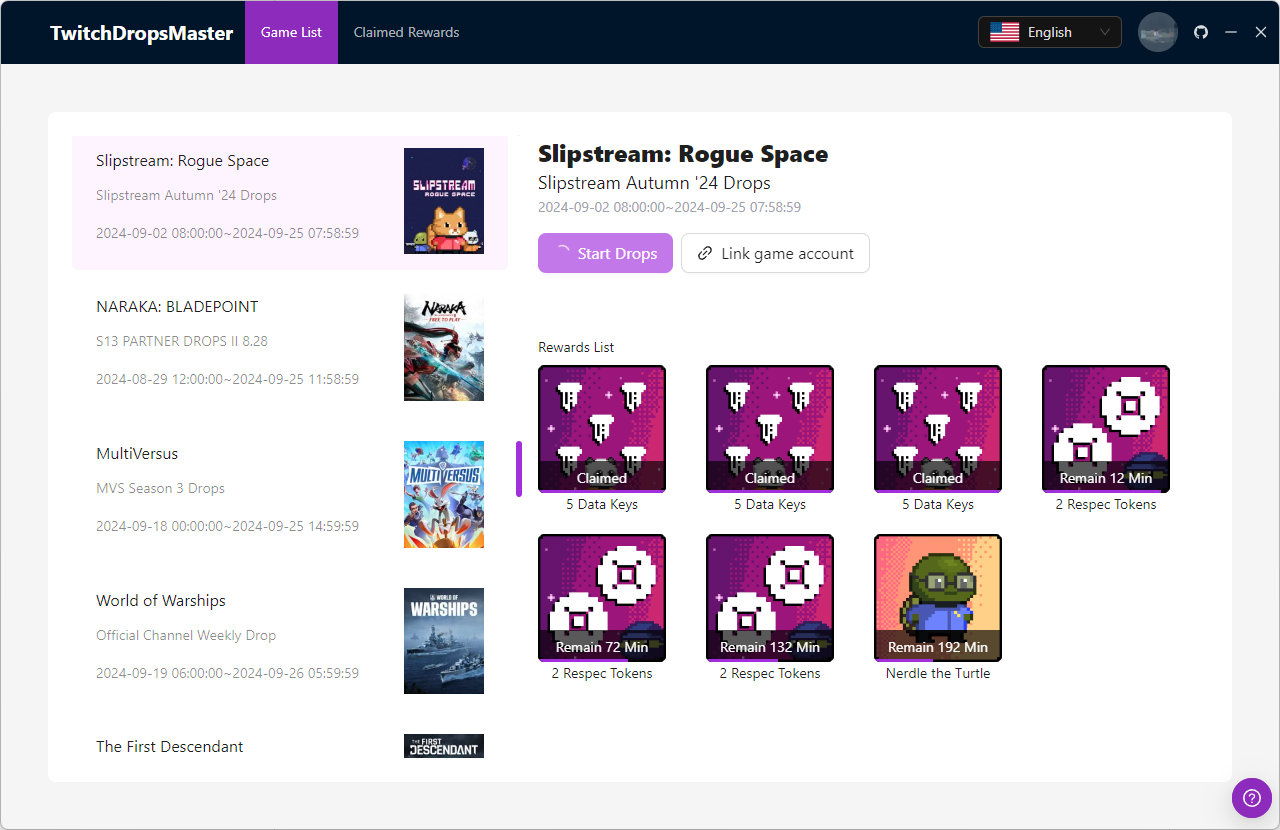 TwitchDropsMaster
Game List
Claimed Rewards
English
Slipstream: Rogue Space
Slipstream Autumn '24 Drops
2024-09-02 08:00:00~2024-09-25 07:58:59
SLIPSTREAM
ROGUE SPACE
NARAKA: BLADEPOINT
S13 PARTNER DROPS II 8.28
2024-08-29 12:00:00~2024-09-25 11:58:59
NARAKA
FREE TO PLAY
MultiVersus
MVS Season 3 Drops
2024-09-18 00:00:00~2024-09-25 14:59:59
MULTIVERSUS
World of Warships
Official Channel Weekly Drop
2024-09-19 06:00:00~2024-09-26 05:59:59
WORLD OF
WARSHIPS
The First Descendant
THE FIRST
DESCENDANT
Slipstream: Rogue Space
Slipstream Autumn '24 Drops
2024-09-02 08:00:00~2024-09-25 07:58:59
Start Drops
Link game account
Rewards List
Claimed
5 Data Keys
Claimed
5 Data Keys
Claimed
5 Data Keys
Remain 12 Min
2 Respec Tokens
Remain 72 Min
2 Respec Tokens
Remain 132 Min
2 Respec Tokens
Remain 192 Min
Nerdle the Turtle